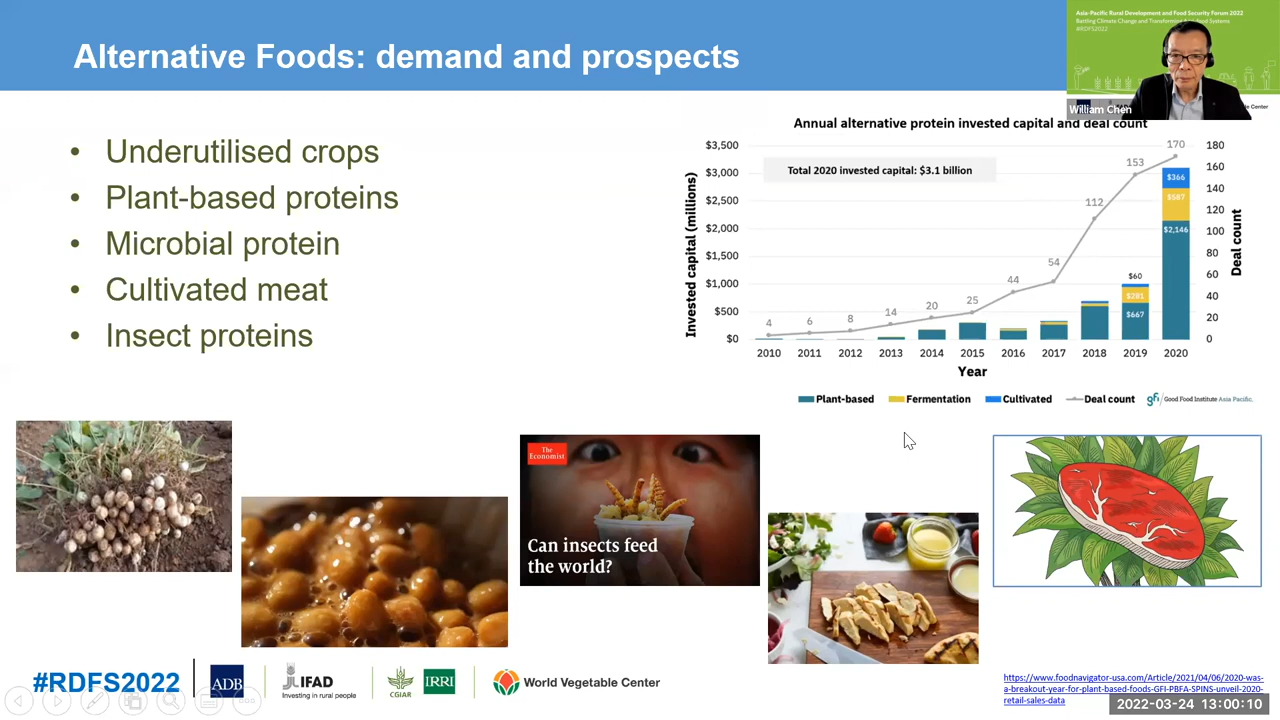 Alternative Foods: demand and prospects
Asia-Pacific Rural Development and Food Security Forum 2022
#RDFS2022
William Chen
ble Center
• Underutilised crops
• Plant-based proteins
• Microbial protein
• Cultivated meat
• Insect proteins
Annual alternative protein invested capital and deal count
Total 2020 invested capital: $3.1 billion
Invested capital (millions)
$3,500
$3,000
$2,500
$2,000
$1,500
$1,000
$500
$0
4
6
8
14
20
25
44
54
112
153
170
$60
$281
$667
$366
$587
$2,146
180
160
140
120
100
80
60
40
20
0
Deal count
2010 2011 2012 2013 2014 2015 2016 2017 2018 2019 2020
Year
Plant-based Fermentation Cultivated Deal count
gfi Good Food Institute Asia Pacific.
The
Economist
Can insects feed
the world?
#RDFS2022
ADB
IFAD
Investing in rural people
CGIAR
IRRI
World Vegetable Center
https://www.foodnavigator-usa.com/Article/2021/04/06/2020-was-
a-breakout-year-for-plant-based-foods-GFI-PBFA-SPINS-unveil-2020-
retail-sales-data
2022-03-24 13:00:10